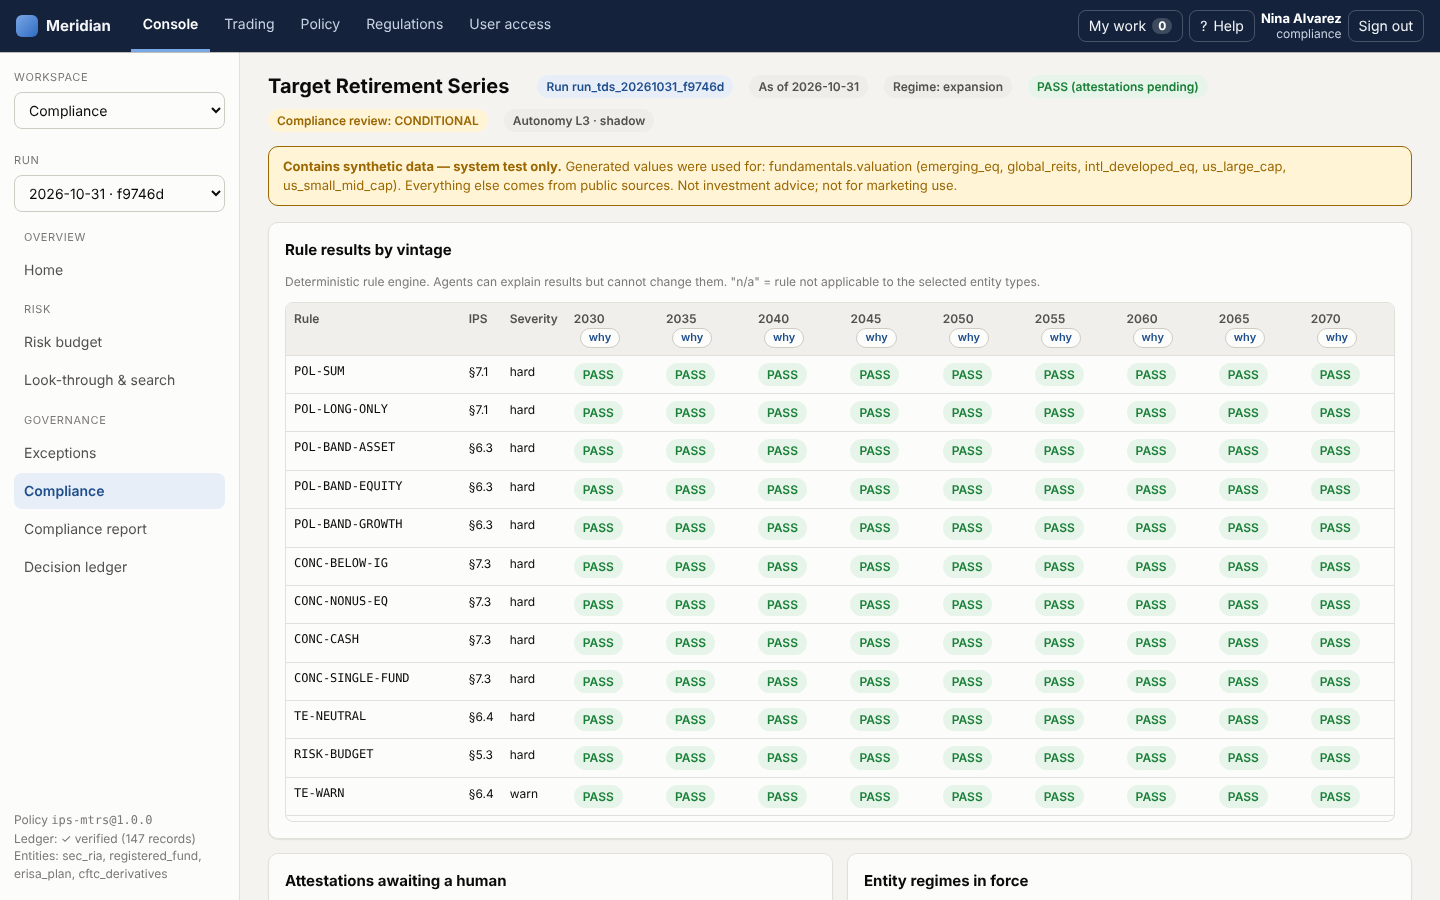 Meridian
Console Trading Policy Regulations User access
My work 0 ? Help Nina Alvarez compliance Sign out
WORKSPACE
Compliance
RUN
2026-10-31 · f9746d
OVERVIEW
Home
RISK
Risk budget
Look-through & search
GOVERNANCE
Exceptions
Compliance
Compliance report
Decision ledger
Policy ips-mtrs@1.0.0
Ledger: ✓ verified (147 records)
Entities: sec_ria, registered_fund,
erisa_plan, cftc_derivatives
Target Retirement Series Run run_tds_20261031_f9746d As of 2026-10-31 Regime: expansion PASS (attestations pending)
Compliance review: CONDITIONAL Autonomy L3 · shadow
Contains synthetic data — system test only. Generated values were used for: fundamentals.valuation (emerging_eq, global_reits, intl_developed_eq, us_large_cap,
us_small_mid_cap). Everything else comes from public sources. Not investment advice; not for marketing use.
Rule results by vintage
Deterministic rule engine. Agents can explain results but cannot change them. "n/a" = rule not applicable to the selected entity types.
Rule IPS Severity 2030 2035 2040 2045 2050 2055 2060 2065 2070
why why why why why why why why why
POL-SUM §7.1 hard PASS PASS PASS PASS PASS PASS PASS PASS PASS
POL-LONG-ONLY §7.1 hard PASS PASS PASS PASS PASS PASS PASS PASS PASS
POL-BAND-ASSET §6.3 hard PASS PASS PASS PASS PASS PASS PASS PASS PASS
POL-BAND-EQUITY §6.3 hard PASS PASS PASS PASS PASS PASS PASS PASS PASS
POL-BAND-GROWTH §6.3 hard PASS PASS PASS PASS PASS PASS PASS PASS PASS
CONC-BELOW-IG §7.3 hard PASS PASS PASS PASS PASS PASS PASS PASS PASS
CONC-NONUS-EQ §7.3 hard PASS PASS PASS PASS PASS PASS PASS PASS PASS
CONC-CASH §7.3 hard PASS PASS PASS PASS PASS PASS PASS PASS PASS
CONC-SINGLE-FUND §7.3 hard PASS PASS PASS PASS PASS PASS PASS PASS PASS
TE-NEUTRAL §6.4 hard PASS PASS PASS PASS PASS PASS PASS PASS PASS
RISK-BUDGET §5.3 hard PASS PASS PASS PASS PASS PASS PASS PASS PASS
TE-WARN §6.4 warn PASS PASS PASS PASS PASS PASS PASS PASS PASS
Attestations awaiting a human
Entity regimes in force